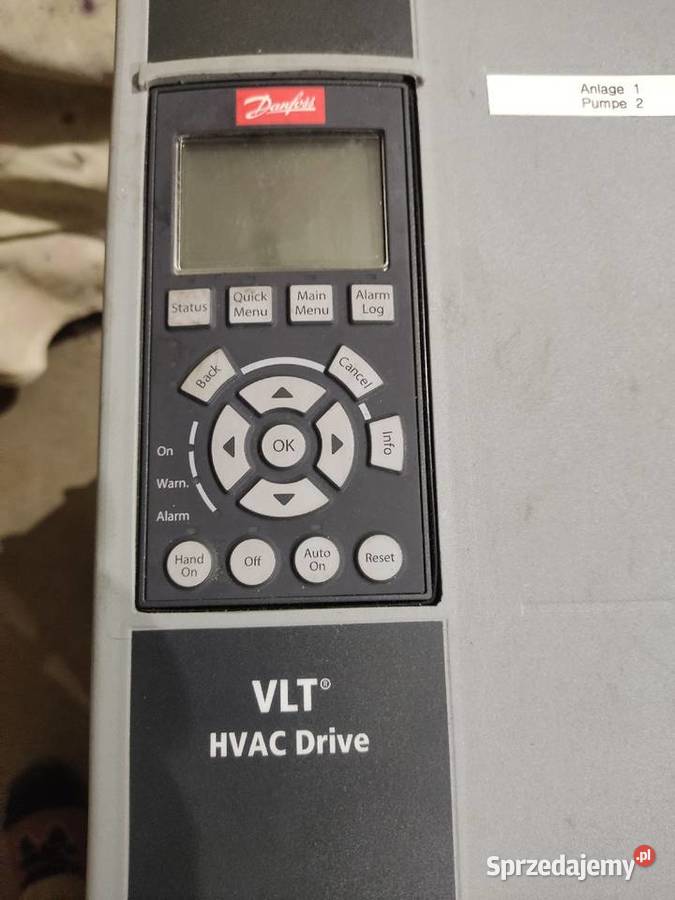 Danfoss
Anlage 1
Pumpe 2
Status
Quick
Menu
Main
Menu
Alarm
Log
Back
Cancel
Info
OK
On
Warn.
Alarm
Hand
On
Off
Auto
On
Reset
VLT®
HVAC Drive
Sprzedajemy.pl